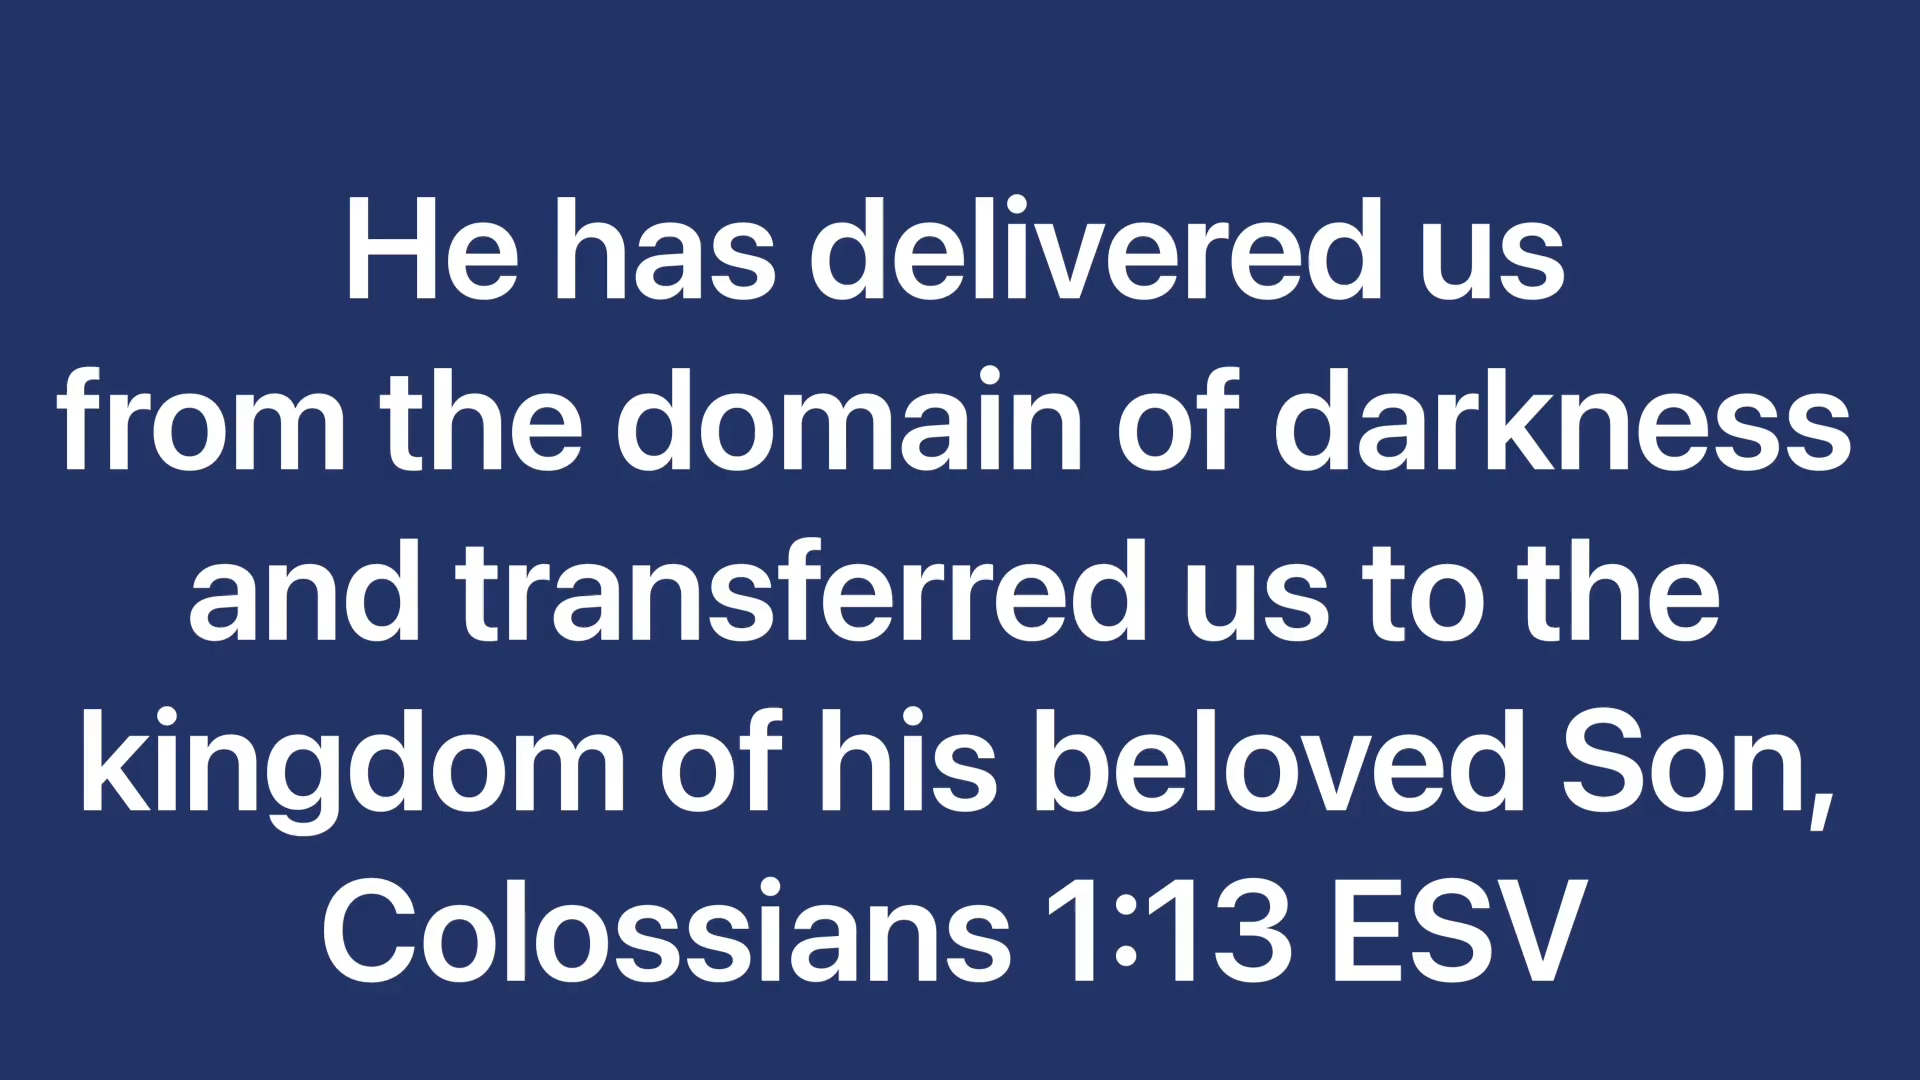 He has delivered us
from the domain of darkness
and transferred us to the
kingdom of his beloved Son,
Colossians 1:13 ESV